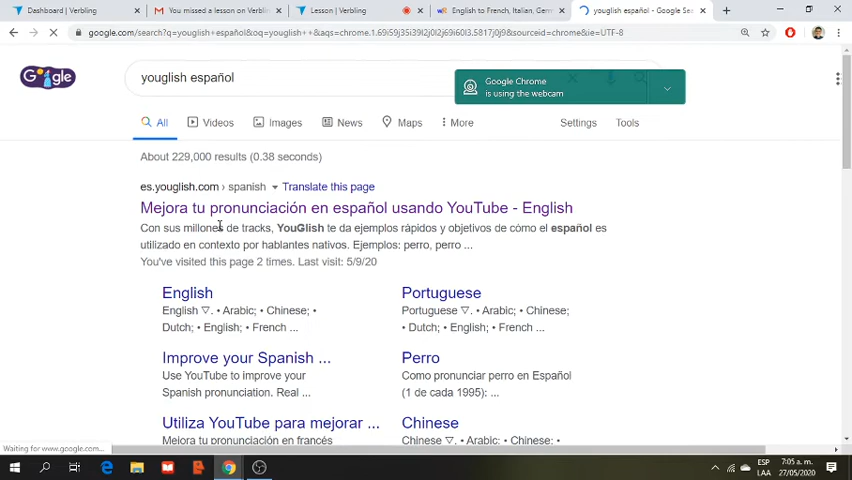 Dashboard | Verbling
You missed a lesson on Verblin
Lesson | Verbling
wR English to French, Italian, Germ
youglish español - Google Sea
google.com/search?q=youglish+español&oq=youglish++&aqs=chrome.1.69i59j35i39l2j0l2j69i60l3.5817j0j9&sourceid=chrome&ie=UTF-8
Google
youglish español
Google Chrome
is using the webcam
All Videos Images News Maps More Settings Tools
About 229,000 results (0.38 seconds)
es.youglish.com › spanish Translate this page
Mejora tu pronunciación en español usando YouTube - English
Con sus millones de tracks, YouGlish te da ejemplos rápidos y objetivos de cómo el español es
utilizado en contexto por hablantes nativos. Ejemplos: perro, perro ...
You've visited this page 2 times. Last visit: 5/9/20
English Portuguese
English ▽. • Arabic; • Chinese; • Portuguese ▽. • Arabic; • Chinese;
Dutch; • English; • French ... • Dutch; • English; • French ...
Improve your Spanish ... Perro
Use YouTube to improve your Como pronunciar perro en Español
Spanish pronunciation. Real ... (1 de cada 1995): ...
Utiliza YouTube para mejorar ... Chinese
Mejora tu pronunciación en francés Chinese ▽. • Arabic; • Chinese; •
Waiting for www.google.com...
ESP 7:05 a. m.
LAA 27/05/2020